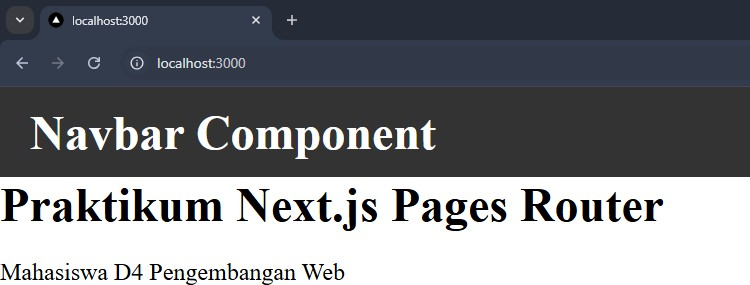 localhost:3000
localhost:3000
Navbar Component
Praktikum Next.js Pages Router
Mahasiswa D4 Pengembangan Web